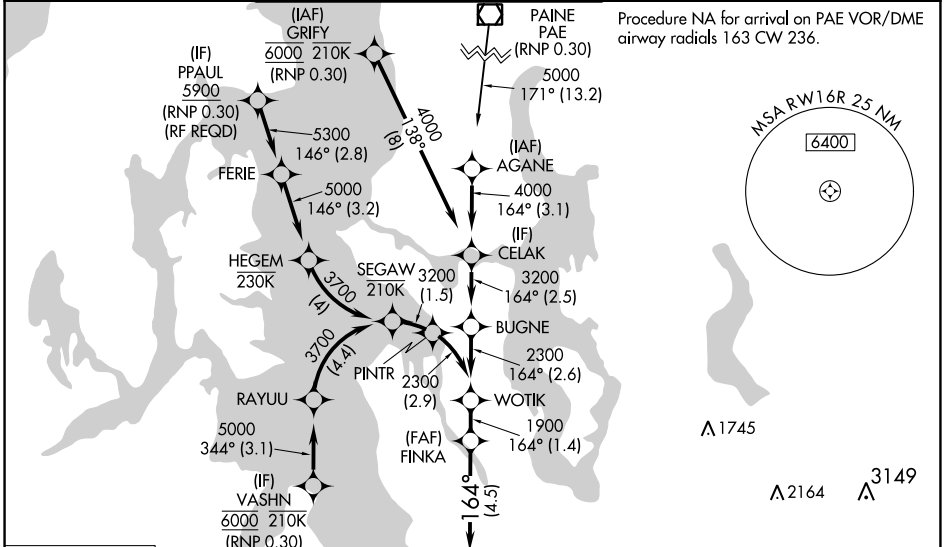 (IAF)
GRIFY
6000 210K
(RNP 0.30)
PAINE
PAE
(RNP 0.30)
Procedure NA for arrival on PAE VOR/DME
airway radials 163 CW 236.
(IF)
PPAUL
5900
(RNP 0.30)
(RF REQD)
5000
171° (13.2)
4000
138°
(8)
MSA RW16R 25 NM
6400
5300
146° (2.8)
FERIE
(IAF)
AGANE
5000
146° (3.2)
4000
164° (3.1)
(IF)
CELAK
HEGEM
230K
3700
(4)
SEGAW
210K
3200
(1.5)
3200
164° (2.5)
BUGNE
3700
(4.4)
PINTR
2300
(2.9)
2300
164° (2.6)
RAYUU
WOTIK
5000
344° (3.1)
(FAF)
FINKA
1900
164° (1.4)
1745
(IF)
VASHN
6000 210K
(RNP 0.30)
164°
(4.5)
2164
3149